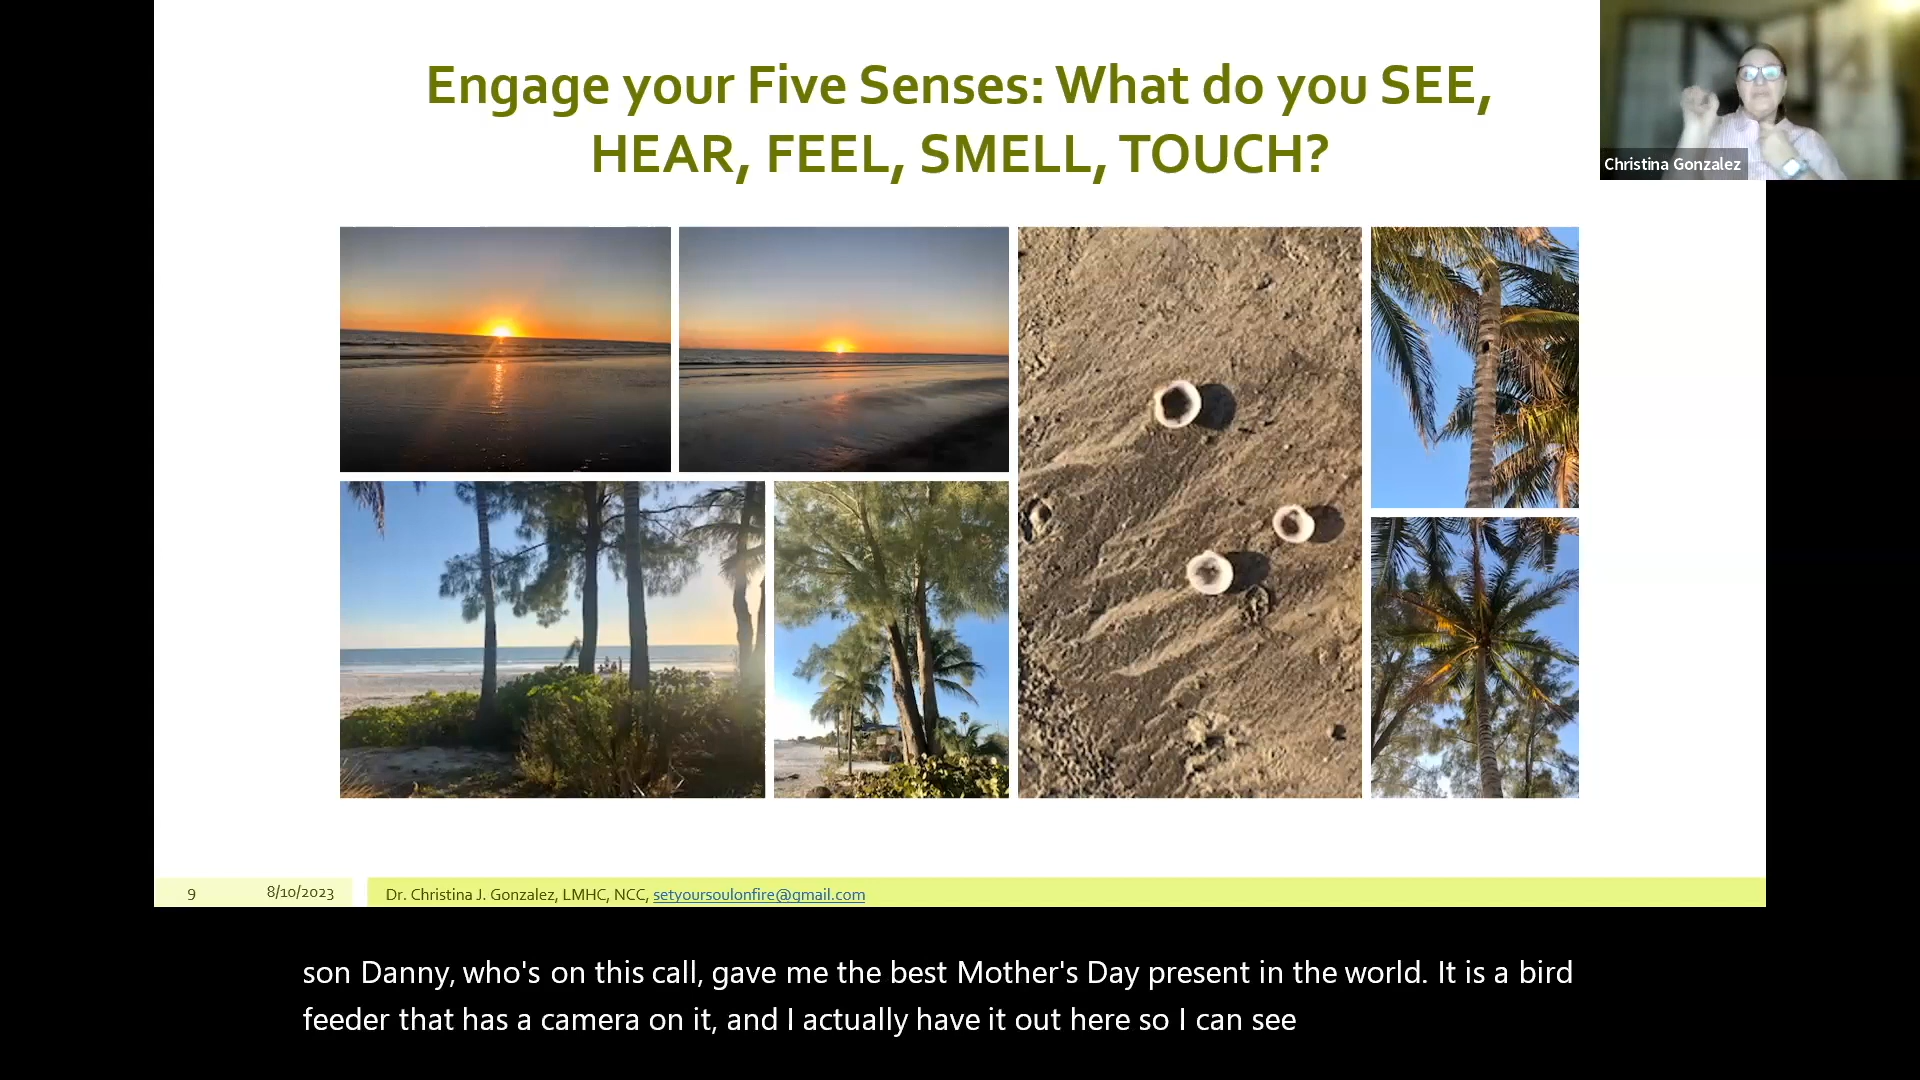 Engage your Five Senses: What do you SEE,
HEAR, FEEL, SMELL, TOUCH?
Christina Gonzalez
9 8/10/2023 Dr. Christina J. Gonzalez, LMHC, NCC, setyoursoulonfire@gmail.com
son Danny, who's on this call, gave me the best Mother's Day present in the world. It is a bird
feeder that has a camera on it, and I actually have it out here so I can see